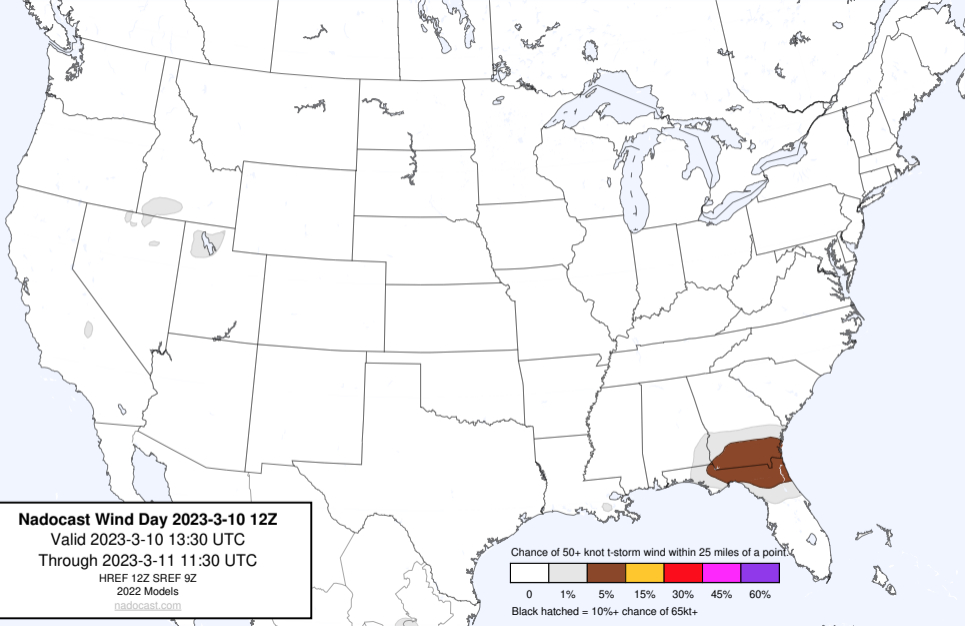 Nadocast Wind Day 2023-3-10 12Z
Valid 2023-3-10 13:30 UTC
Through 2023-3-11 11:30 UTC
HREF 12Z SREF 9Z
2022 Models
nadocast.com
Chance of 50+ knot t-storm wind within 25 miles of a point.
0 1% 5% 15% 30% 45% 60%
Black hatched = 10%+ chance of 65kt+